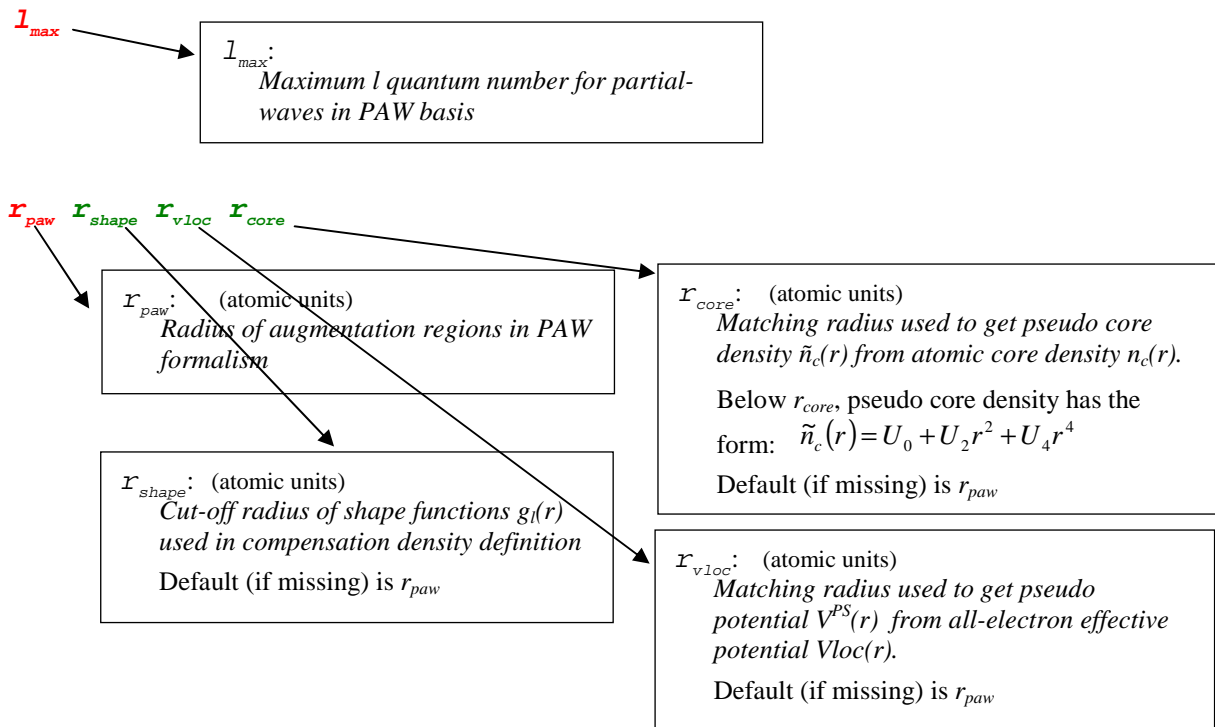 l_max
l_max:
Maximum l quantum number for partial-
waves in PAW basis
r_paw r_shape r_vloc r_core
r_paw: (atomic units)
Radius of augmentation regions in PAW
formalism
r_shape: (atomic units)
Cut-off radius of shape functions g_l(r)
used in compensation density definition
Default (if missing) is r_paw
r_core: (atomic units)
Matching radius used to get pseudo core
density ñ_c(r) from atomic core density n_c(r).
Below r_core, pseudo core density has the
form: ñ_c(r) = U_0 + U_2 r^2 + U_4 r^4
Default (if missing) is r_paw
r_vloc: (atomic units)
Matching radius used to get pseudo
potential V^PS(r) from all-electron effective
potential Vloc(r).
Default (if missing) is r_paw